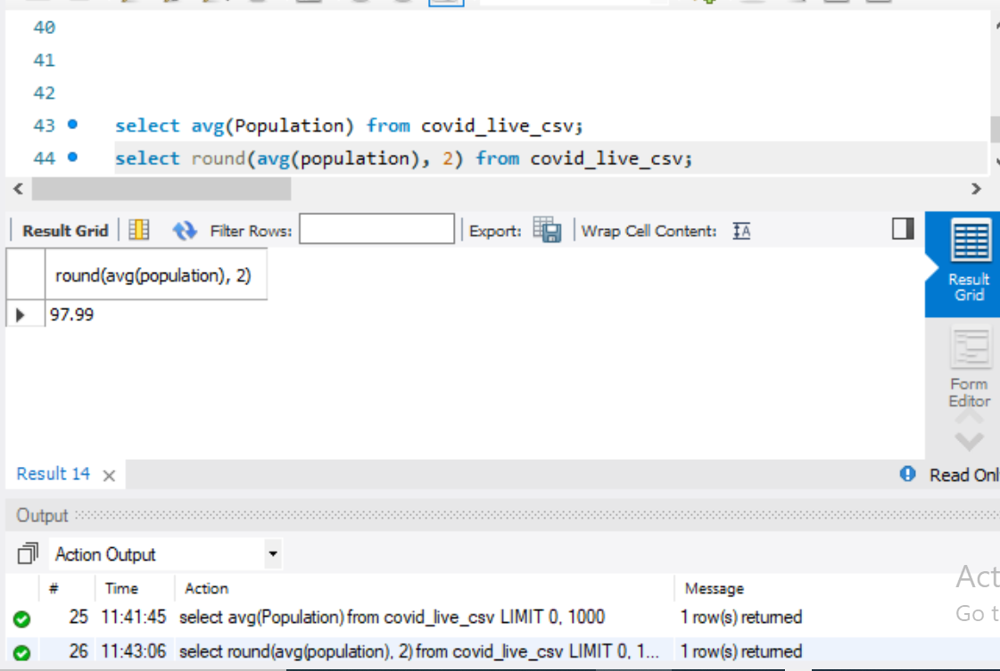 40
41
42
43 select avg(Population) from covid_live_csv;
44 select round(avg(population), 2) from covid_live_csv;
Result Grid Filter Rows: Export: Wrap Cell Content:
round(avg(population), 2)
97.99
Result Grid
Form Editor
Result 14 Read Onl
Output
Action Output
# Time Action Message
25 11:41:45 select avg(Population) from covid_live_csv LIMIT 0, 1000 1 row(s) returned
26 11:43:06 select round(avg(population), 2) from covid_live_csv LIMIT 0, 1... 1 row(s) returned
Act
Go t